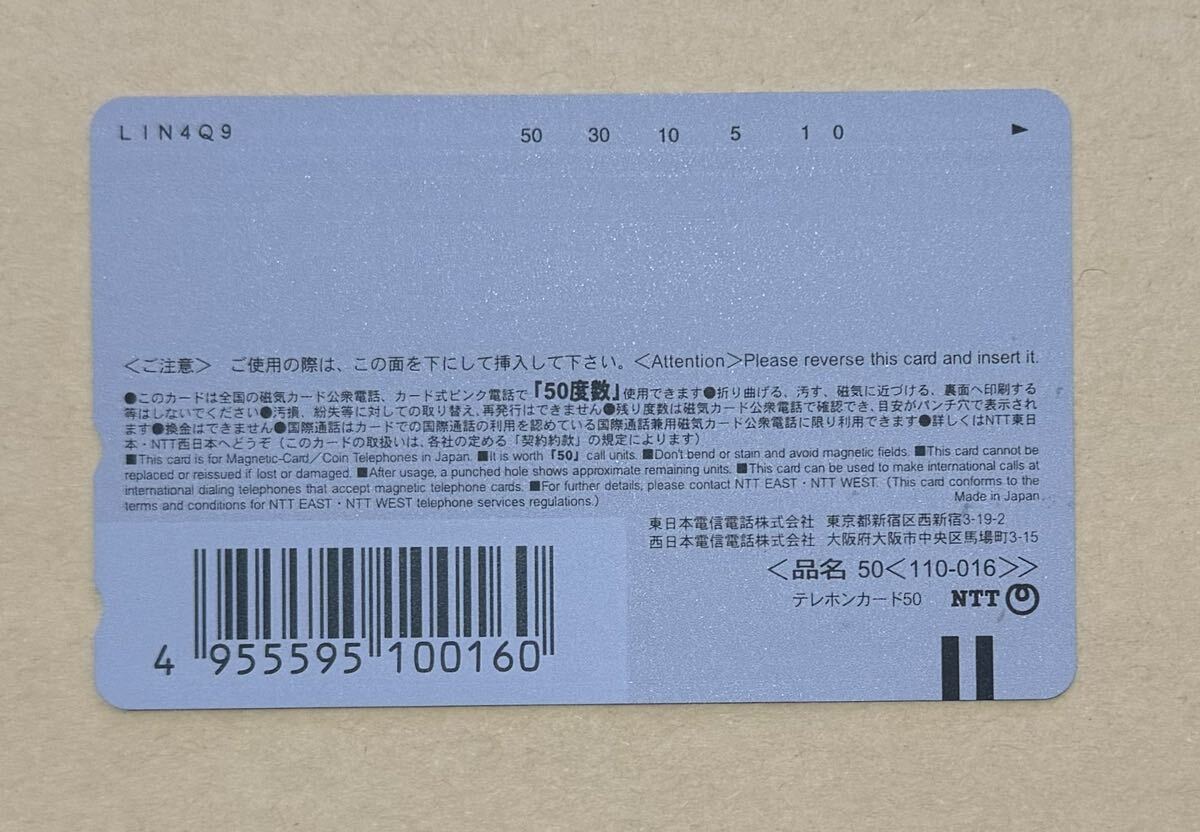 LIN4Q9 50 30 10 5 1 0 ►
＜ご注意＞ ご使用の際は、この面を下にして挿入して下さい。＜Attention＞Please reverse this card and insert it.
●このカードは全国の磁気カード公衆電話、カード式ピンク電話で「50度数」使用できます●折り曲げる、汚す、磁気に近づける、裏面へ印刷する
等はしないでください●汚損、紛失等に対しての取り替え、再発行はできません●残り度数は磁気カード公衆電話で確認でき、目安がパンチ穴で表示され
ます●換金はできません●国際通話はカードでの国際通話の利用を認めている国際通話兼用磁気カード公衆電話に限り利用できます●詳しくはNTT東日
本・NTT西日本へどうぞ（このカードの取扱いは、各社の定める「契約約款」の規定によります）
■This card is for Magnetic-Card／Coin Telephones in Japan. ■It is worth「50」call units. ■Don't bend or stain and avoid magnetic fields. ■This card cannot be
replaced or reissued if lost or damaged. ■After usage, a punched hole shows approximate remaining units. ■This card can be used to make international calls at
international dialing telephones that accept magnetic telephone cards. ■For further details, please contact NTT EAST・NTT WEST.（This card conforms to the
terms and conditions for NTT EAST・NTT WEST telephone services regulations.） Made in Japan
東日本電信電話株式会社 東京都新宿区西新宿3-19-2
西日本電信電話株式会社 大阪府大阪市中央区馬場町3-15
＜品名 50＜110-016＞＞
テレホンカード50 NTT
4 955595 100160